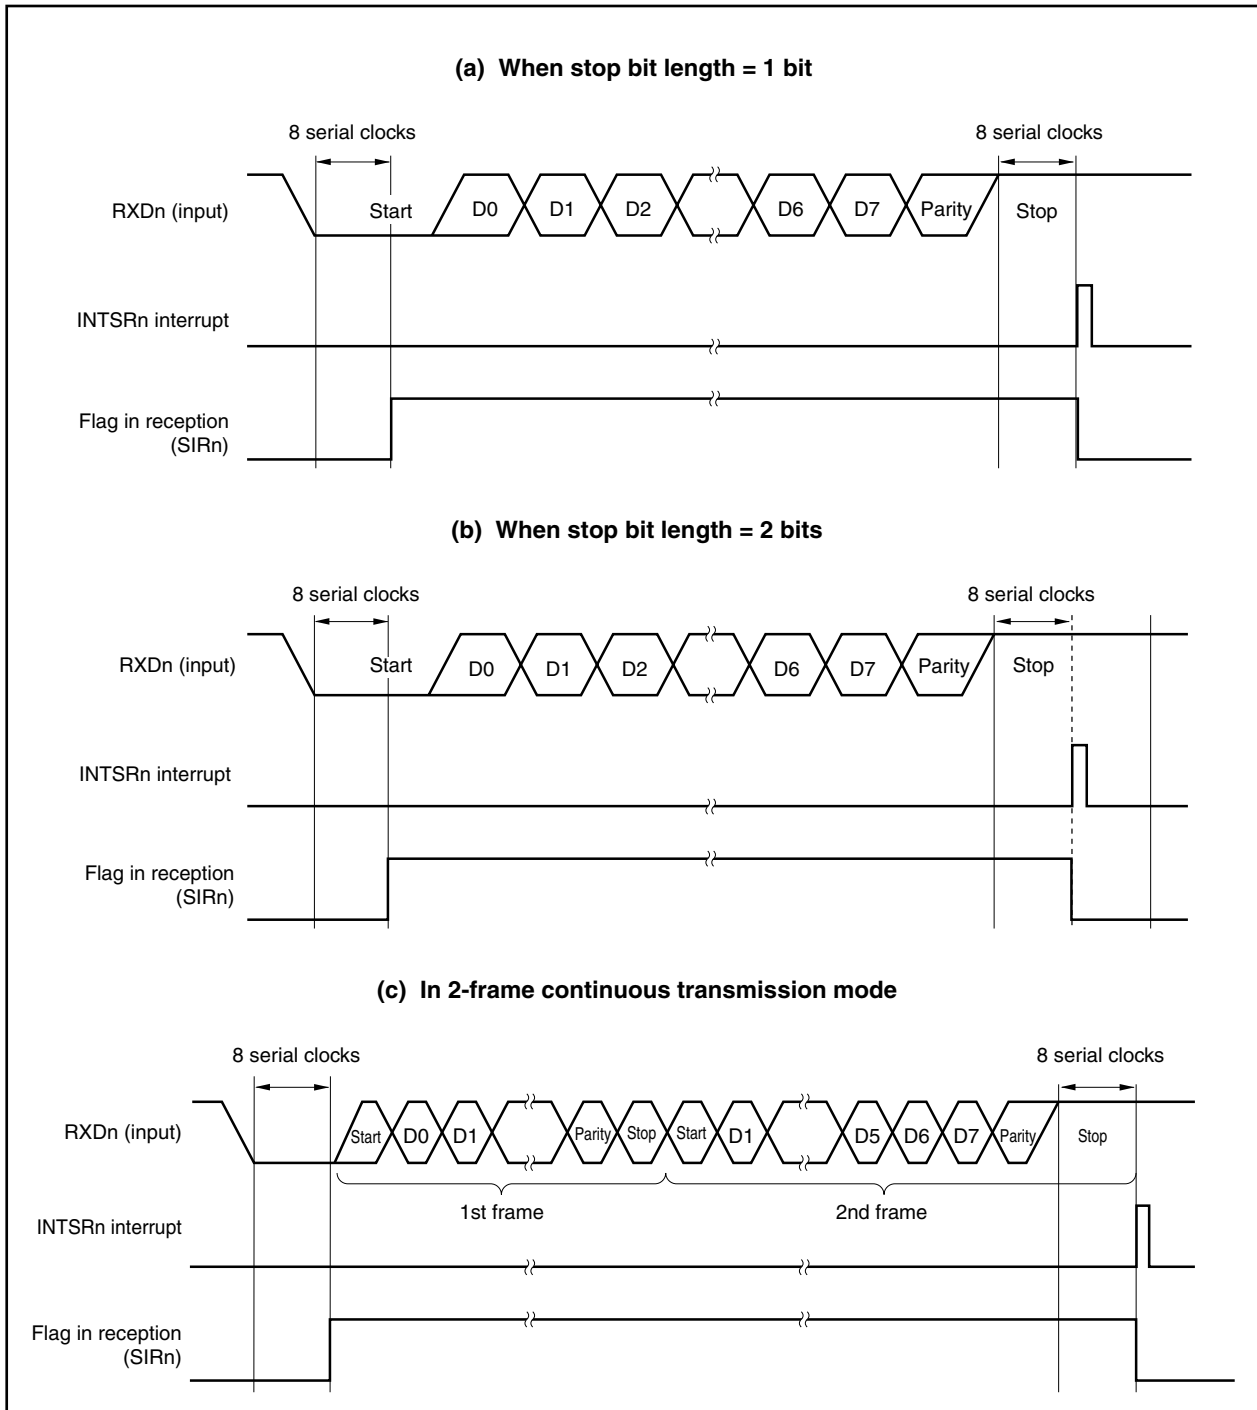 (a) When stop bit length = 1 bit
8 serial clocks
8 serial clocks
RXDn (input)
Start
D0
D1
D2
D6
D7
Parity
Stop
INTSRn interrupt
Flag in reception
(SIRn)
(b) When stop bit length = 2 bits
8 serial clocks
8 serial clocks
RXDn (input)
Start
D0
D1
D2
D6
D7
Parity
Stop
INTSRn interrupt
Flag in reception
(SIRn)
(c) In 2-frame continuous transmission mode
8 serial clocks
8 serial clocks
RXDn (input)
Start
D0
D1
Parity
Stop
Start
D1
D5
D6
D7
Parity
Stop
1st frame
2nd frame
INTSRn interrupt
Flag in reception
(SIRn)